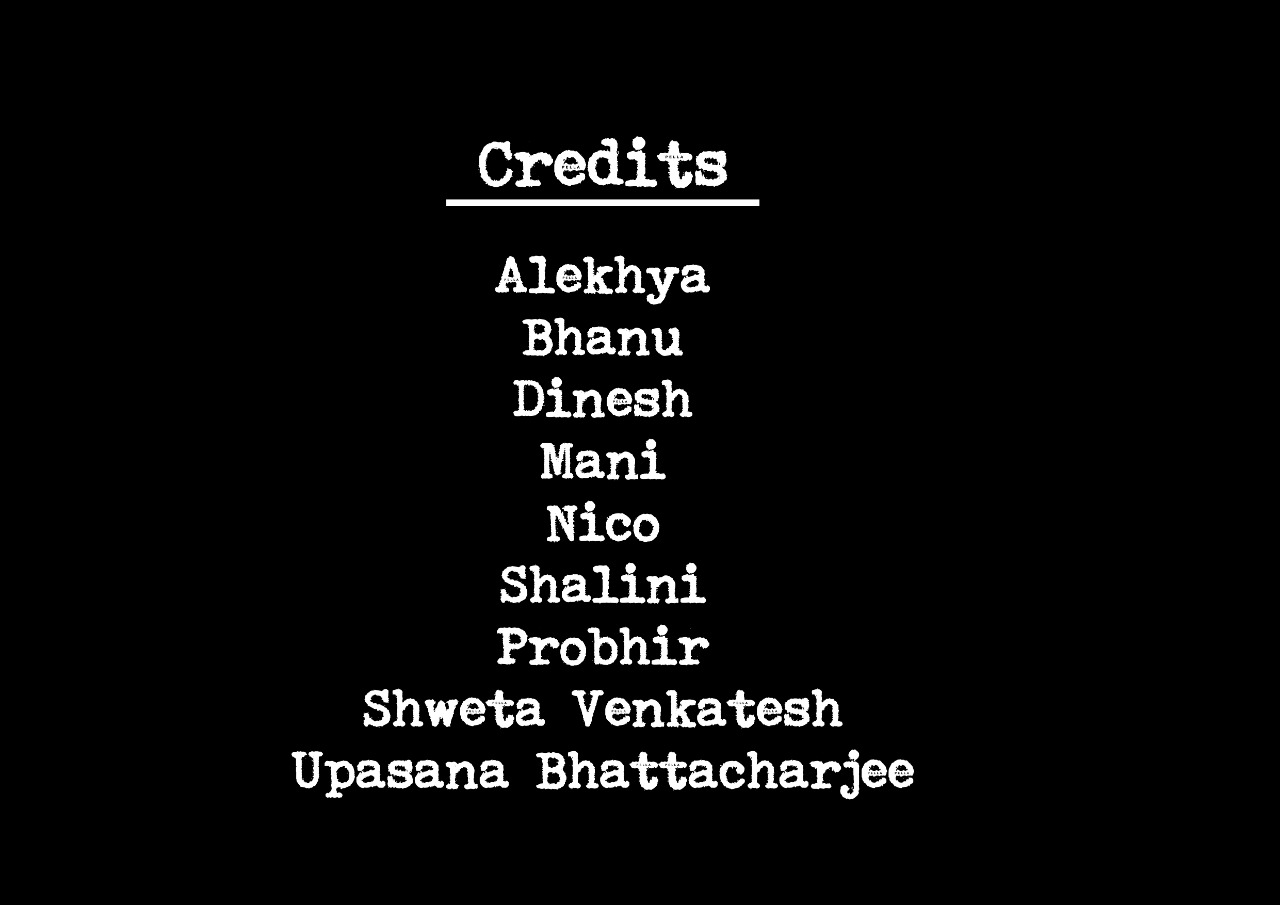 Credits
Alekhya
Bhanu
Dinesh
Mani
Nico
Shalini
Probhir
Shweta Venkatesh
Upasana Bhattacharjee